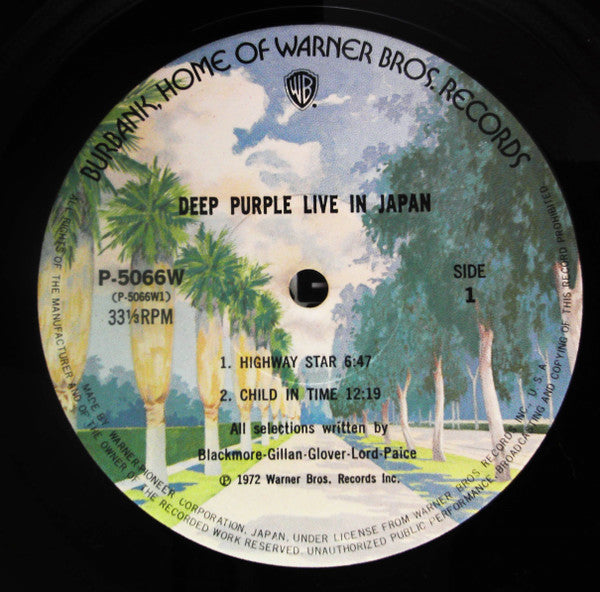 BURBANK, HOME OF WARNER BROS. RECORDS
WB
DEEP PURPLE LIVE IN JAPAN
P-5066W
(P-5066W1)
33⅓RPM
SIDE
1
1. HIGHWAY STAR 6:47
2. CHILD IN TIME 12:19
All selections written by
Blackmore-Gillan-Glover-Lord-Paice
Ⓟ 1972 Warner Bros. Records Inc.
MADE BY WARNER-PIONEER CORPORATION, JAPAN, UNDER LICENSE FROM WARNER BROS RECORDS, INC. U.S.A.
ALL RIGHTS OF THE MANUFACTURER AND OF THE OWNER OF THE RECORDED WORK RESERVED. UNAUTHORIZED PUBLIC PERFORMANCE, BROADCASTING AND COPYING OF THIS RECORD PROHIBITED.